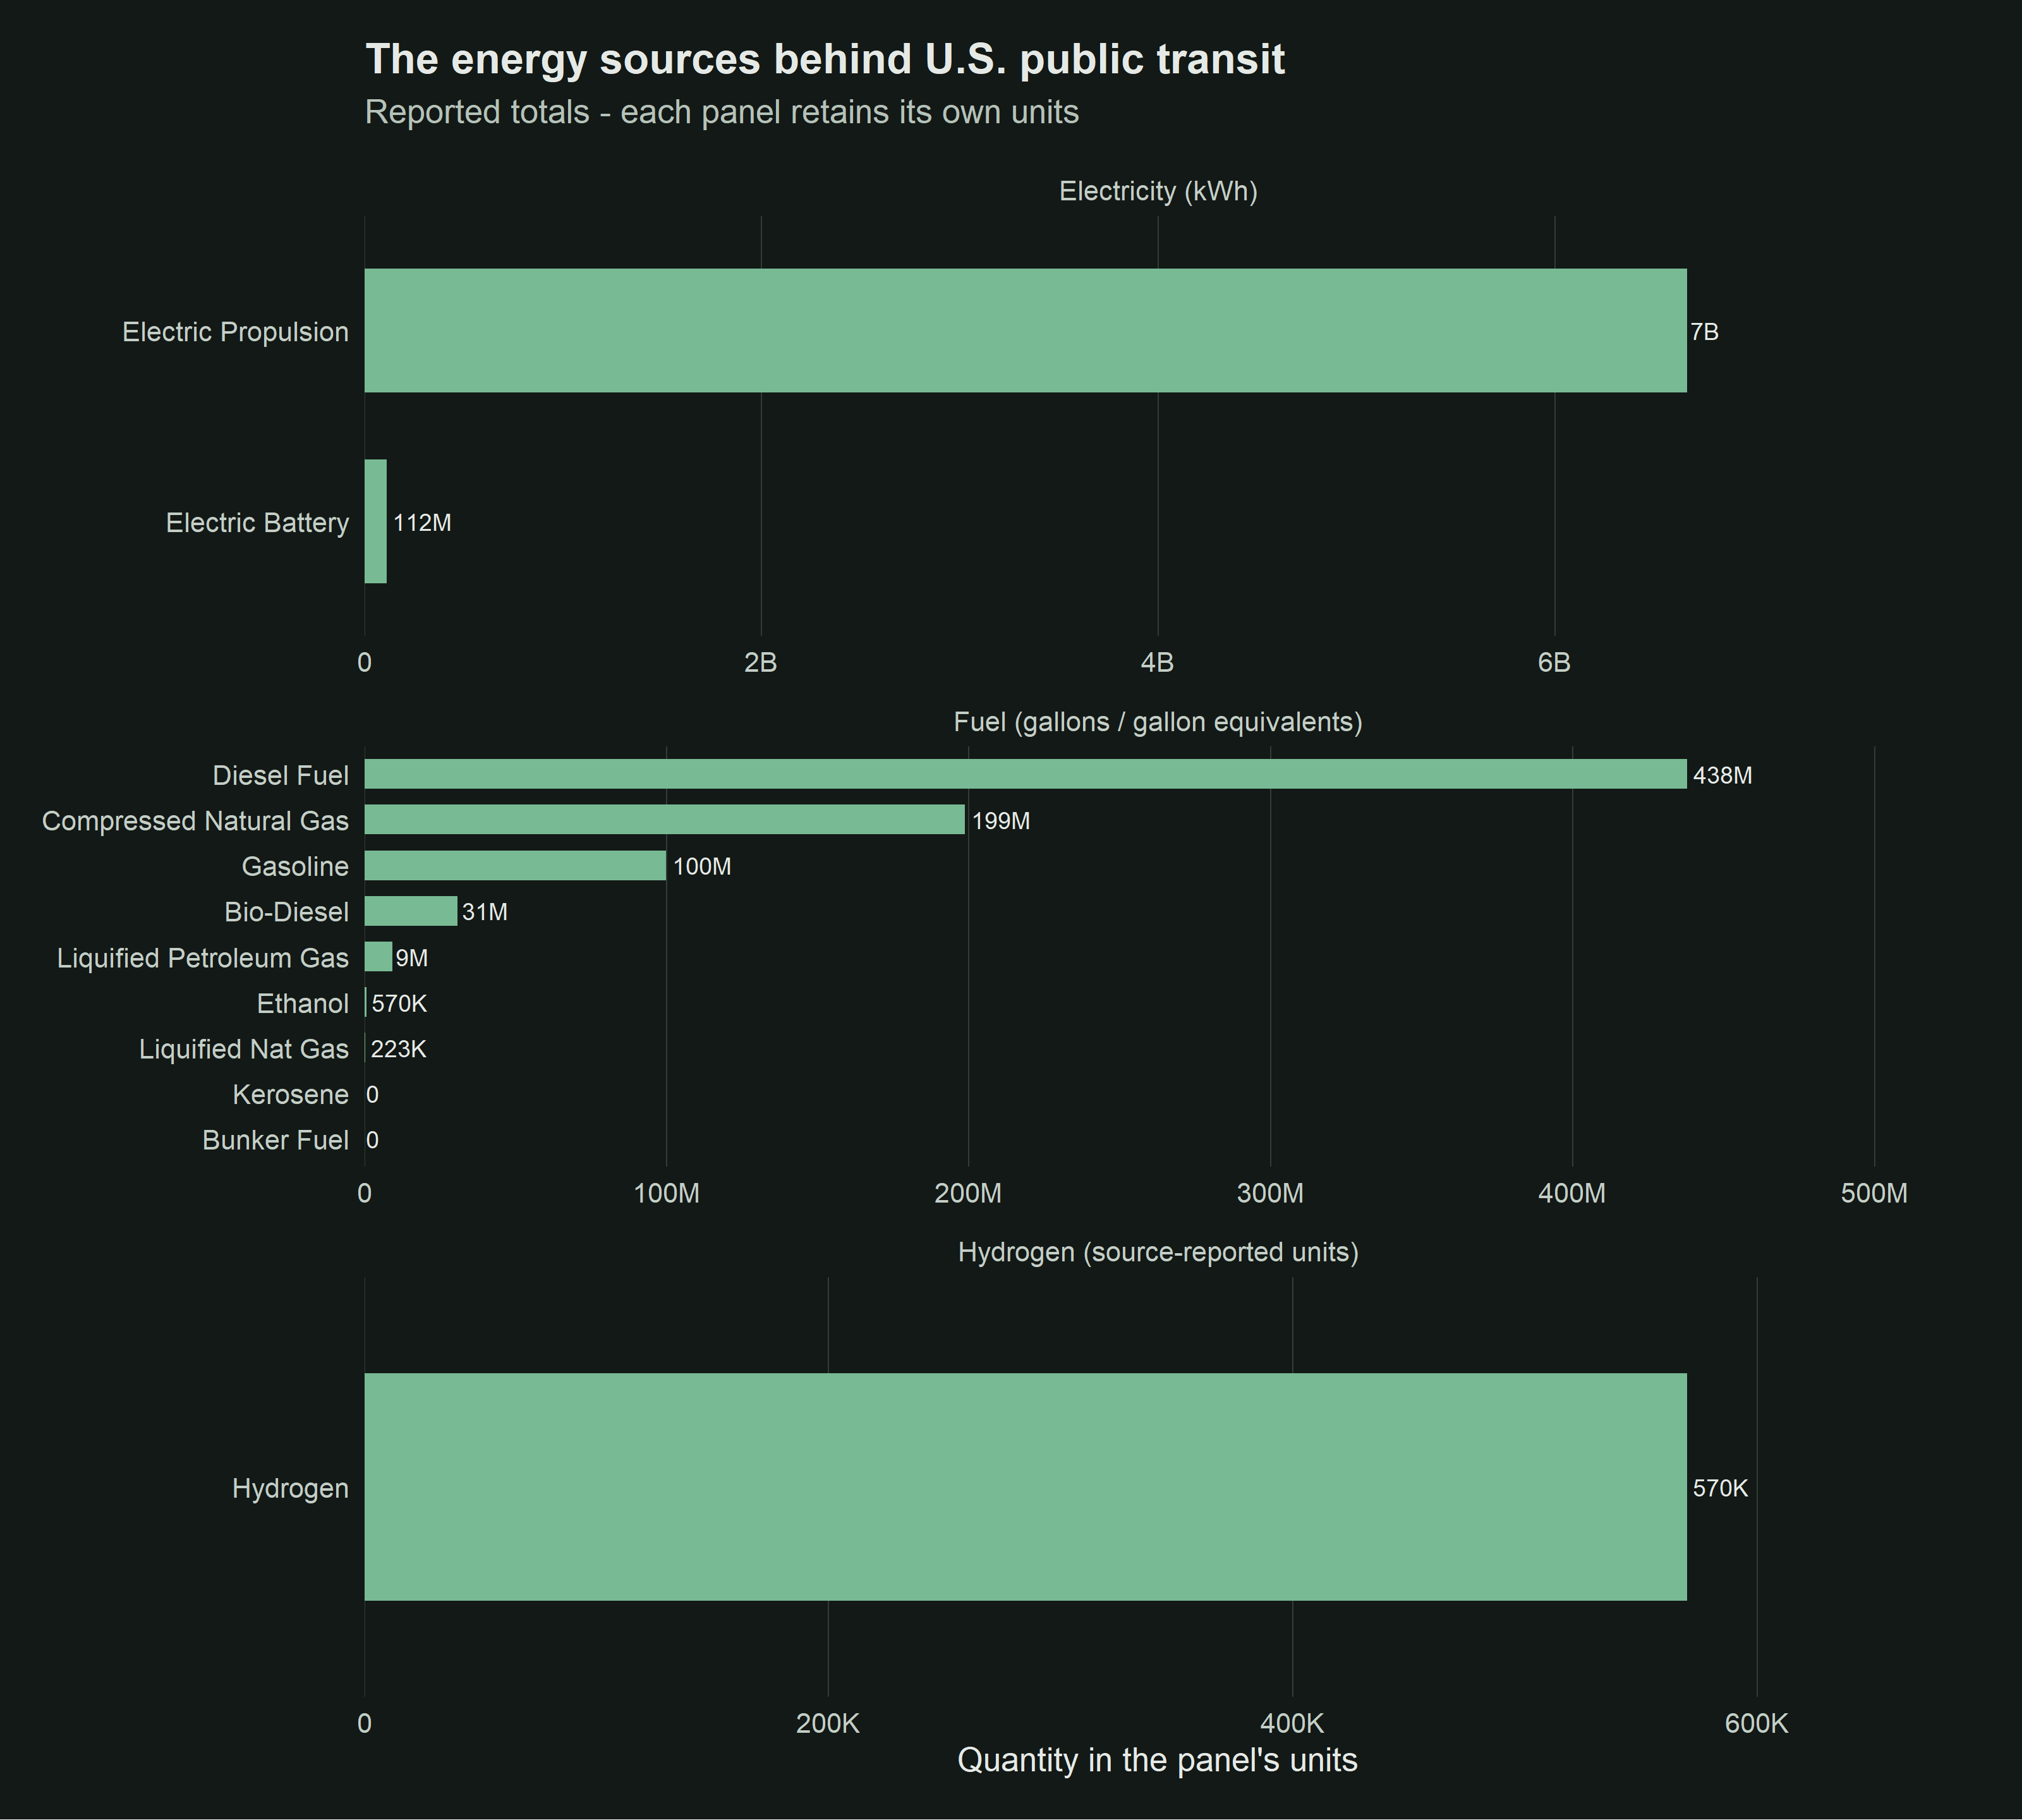 The energy sources behind U.S. public transit
Reported totals - each panel retains its own units
Electricity (kWh)
Electric Propulsion 7B
Electric Battery 112M
0 2B 4B 6B
Fuel (gallons / gallon equivalents)
Diesel Fuel 438M
Compressed Natural Gas 199M
Gasoline 100M
Bio-Diesel 31M
Liquified Petroleum Gas 9M
Ethanol 570K
Liquified Nat Gas 223K
Kerosene 0
Bunker Fuel 0
0 100M 200M 300M 400M 500M
Hydrogen (source-reported units)
Hydrogen 570K
0 200K 400K 600K
Quantity in the panel's units